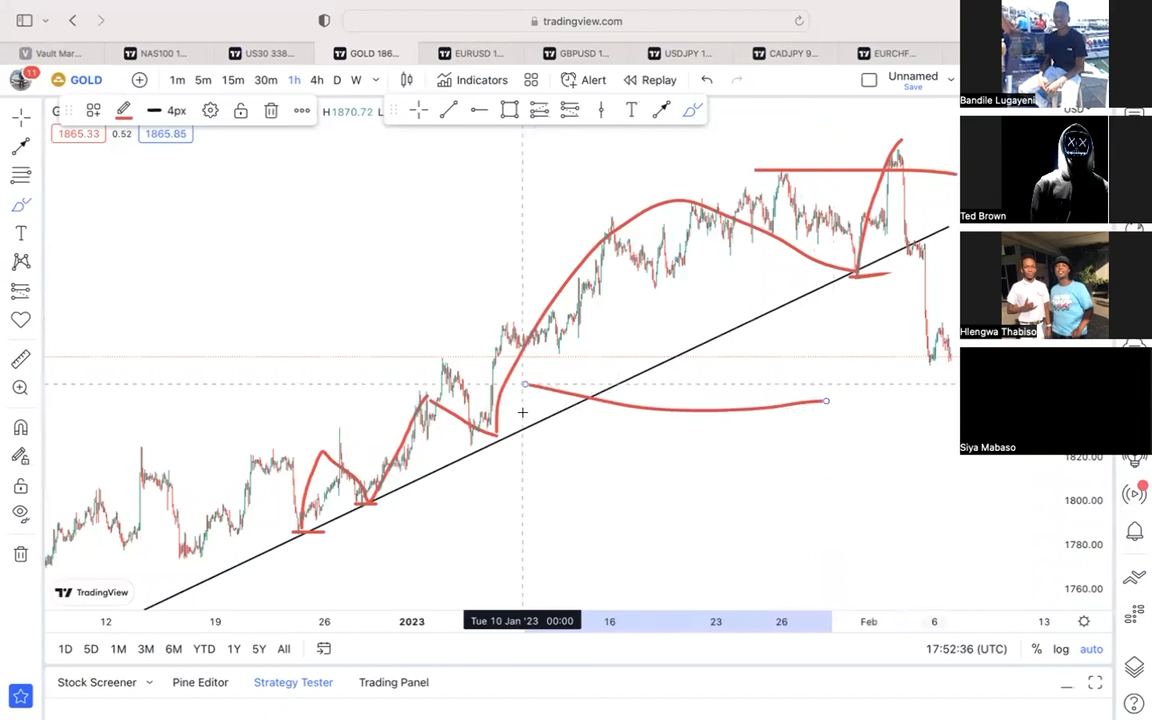 tradingview.com
Vault Mar...
NAS100 1...
US30 338...
GOLD 186...
EURUSD 1...
GBPUSD 1...
USDJPY 1...
CADJPY 9...
EURCHF...
11
GOLD
1m 5m 15m 30m 1h 4h D W
Indicators
Alert
Replay
Unnamed
Save
4px
H1870.72 L
1865.33 0.52 1865.85
T
T
Bandile Lugayeni
Ted Brown
Hlengwa Thabiso
Siya Mabaso
1820.00
1800.00
1780.00
1760.00
TradingView
12 19 26 2023 Tue 10 Jan '23 00:00 16 23 26 Feb 6 13
1D 5D 1M 3M 6M YTD 1Y 5Y All
17:52:36 (UTC) % log auto
Stock Screener Pine Editor Strategy Tester Trading Panel